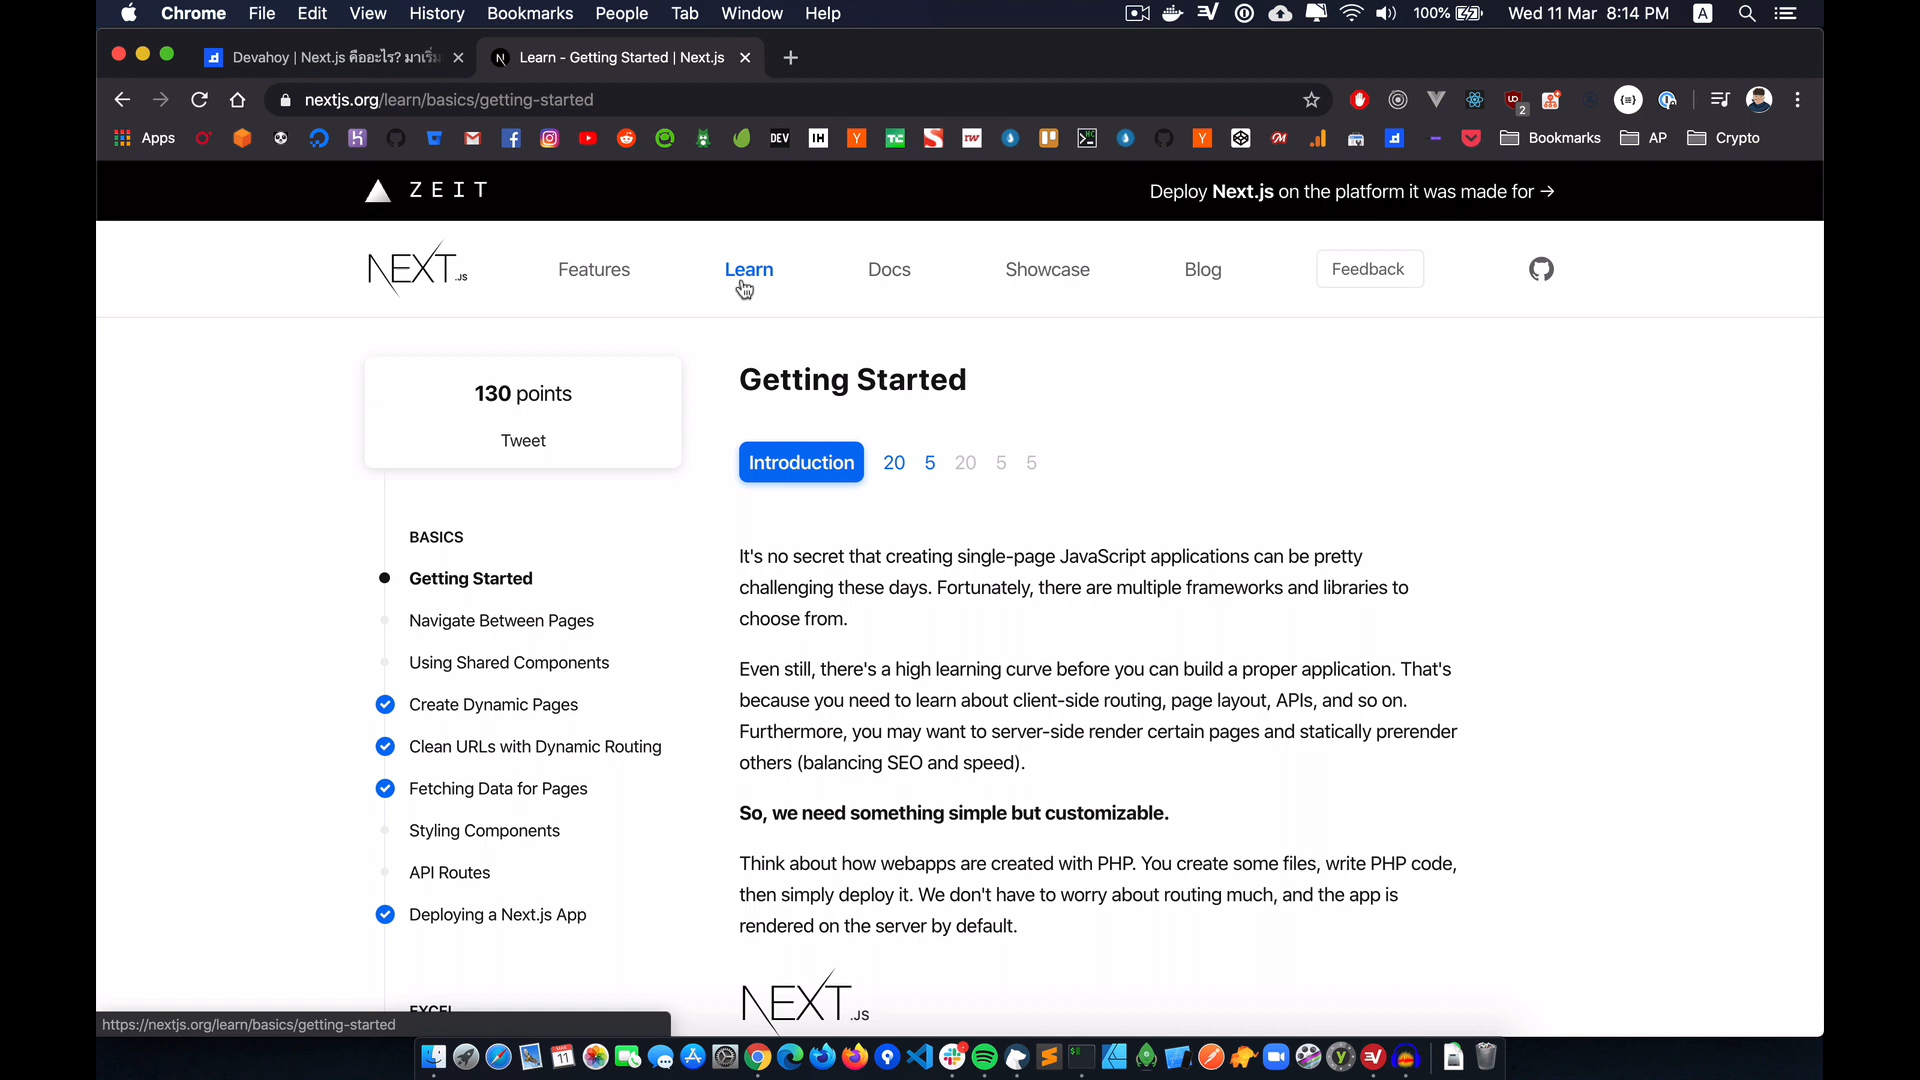 Chrome File Edit View History Bookmarks People Tab Window Help 100% Wed 11 Mar 8:14 PM A
Devahoy | Next.js คืออะไร? มาเริ่ม
Learn - Getting Started | Next.js
nextjs.org/learn/basics/getting-started
Apps DEV IH Bookmarks AP Crypto
ZEIT
Deploy Next.js on the platform it was made for →
NEXT.JS Features Learn Docs Showcase Blog Feedback
130 points
Tweet
BASICS
Getting Started
Navigate Between Pages
Using Shared Components
Create Dynamic Pages
Clean URLs with Dynamic Routing
Fetching Data for Pages
Styling Components
API Routes
Deploying a Next.js App
Getting Started
Introduction 20 5 20 5 5
It's no secret that creating single-page JavaScript applications can be pretty
challenging these days. Fortunately, there are multiple frameworks and libraries to
choose from.
Even still, there's a high learning curve before you can build a proper application. That's
because you need to learn about client-side routing, page layout, APIs, and so on.
Furthermore, you may want to server-side render certain pages and statically prerender
others (balancing SEO and speed).
So, we need something simple but customizable.
Think about how webapps are created with PHP. You create some files, write PHP code,
then simply deploy it. We don't have to worry about routing much, and the app is
rendered on the server by default.
NEXT.JS
https://nextjs.org/learn/basics/getting-started